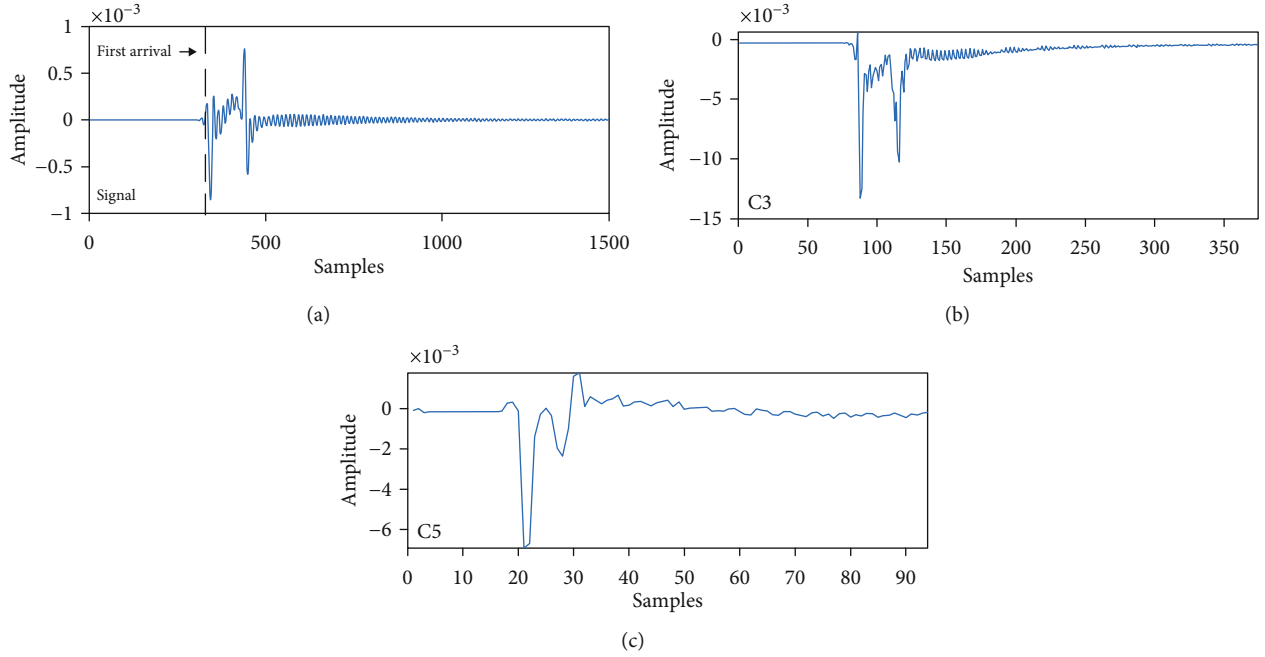 ×10−3
1
0.5
0
−0.5
−1
Amplitude
First arrival
Signal
0
500
1000
1500
Samples
(a)
×10−3
0
−5
−10
−15
Amplitude
C3
0
50
100
150
200
250
300
350
Samples
(b)
×10−3
0
−2
−4
−6
Amplitude
C5
0
10
20
30
40
50
60
70
80
90
Samples
(c)